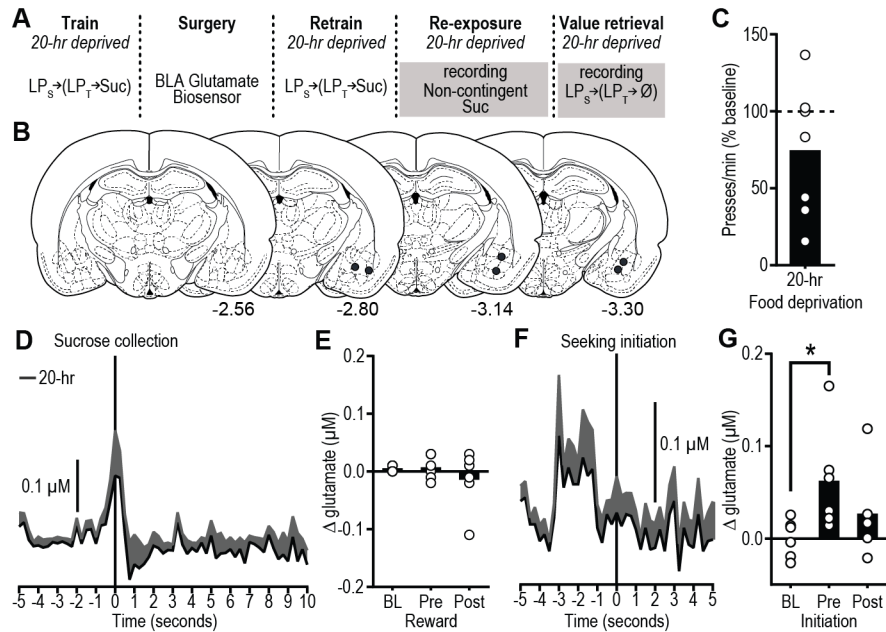 A
Train
20-hr deprived
LPS→(LPT→Suc)
Surgery
BLA Glutamate
Biosensor
Retrain
20-hr deprived
LPS→(LPT→Suc)
Re-exposure
20-hr deprived
recording
Non-contingent
Suc
Value retrieval
20-hr deprived
recording
LPS→(LPT→Ø)
B
-2.56
-2.80
-3.14
-3.30
C
Presses/min (% baseline)
150
100
50
0
20-hr
Food deprivation
D
Sucrose collection
20-hr
0.1 μM
-5 -4 -3 -2 -1 0 1 2 3 4 5 6 7 8 9 10
Time (seconds)
E
Δ glutamate (μM)
0.2
0.1
0.0
-0.1
-0.2
BL Pre Post
Reward
F
Seeking initiation
0.1 μM
-5 -4 -3 -2 -1 0 1 2 3 4 5
Time (seconds)
G
Δ glutamate (μM)
0.2
0.1
0.0
*
BL Pre Post
Initiation